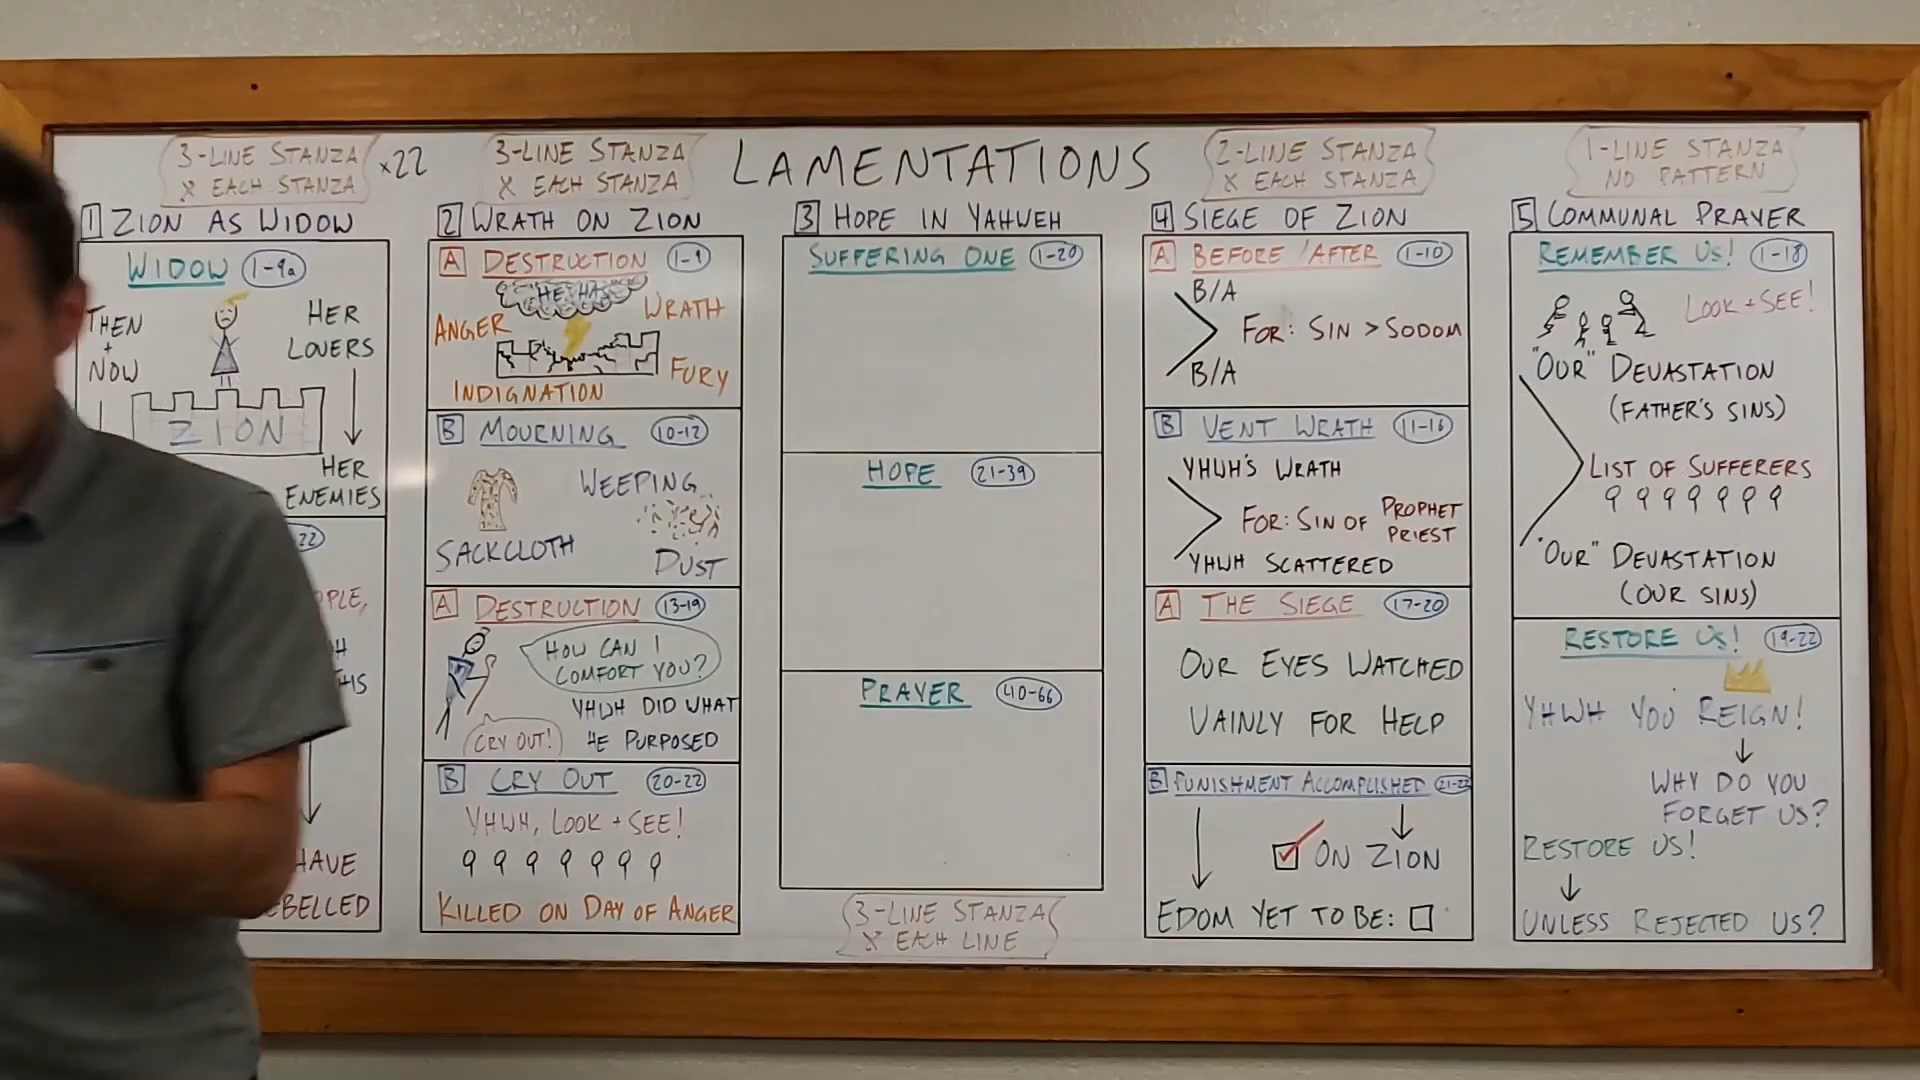 LAMENTATIONS
3-LINE STANZA
א EACH STANZA
×22
1 ZION AS WIDOW
WIDOW 1-9a
THEN
+
NOW
HER
LOVERS
ZION
HER
ENEMIES
22
PLE,
HIS
HAVE
EBELLED
3-LINE STANZA
א EACH STANZA
2 WRATH ON ZION
A DESTRUCTION 1-9
"HE HAS"
ANGER
WRATH
FURY
INDIGNATION
B MOURNING 10-12
WEEPING
SACKCLOTH
DUST
A DESTRUCTION 13-19
HOW CAN I
COMFORT YOU?
YHWH DID WHAT
HE PURPOSED
CRY OUT!
B CRY OUT 20-22
YHWH, LOOK + SEE!
KILLED ON DAY OF ANGER
3 HOPE IN YAHWEH
SUFFERING ONE 1-20
HOPE 21-39
PRAYER 40-66
3-LINE STANZA
א EACH LINE
2-LINE STANZA
א EACH STANZA
4 SIEGE OF ZION
A BEFORE/AFTER 1-10
B/A
FOR: SIN > SODOM
B/A
B VENT WRATH 11-16
YHWH'S WRATH
FOR: SIN OF PROPHET
PRIEST
YHWH SCATTERED
A THE SIEGE 17-20
OUR EYES WATCHED
VAINLY FOR HELP
B PUNISHMENT ACCOMPLISHED 21-22
ON ZION
EDOM YET TO BE:
1-LINE STANZA
NO PATTERN
5 COMMUNAL PRAYER
REMEMBER US! 1-18
LOOK + SEE!
"OUR" DEVASTATION
(FATHER'S SINS)
LIST OF SUFFERERS
"OUR" DEVASTATION
(OUR SINS)
RESTORE US! 19-22
YHWH YOU REIGN!
WHY DO YOU
FORGET US?
RESTORE US!
UNLESS REJECTED US?